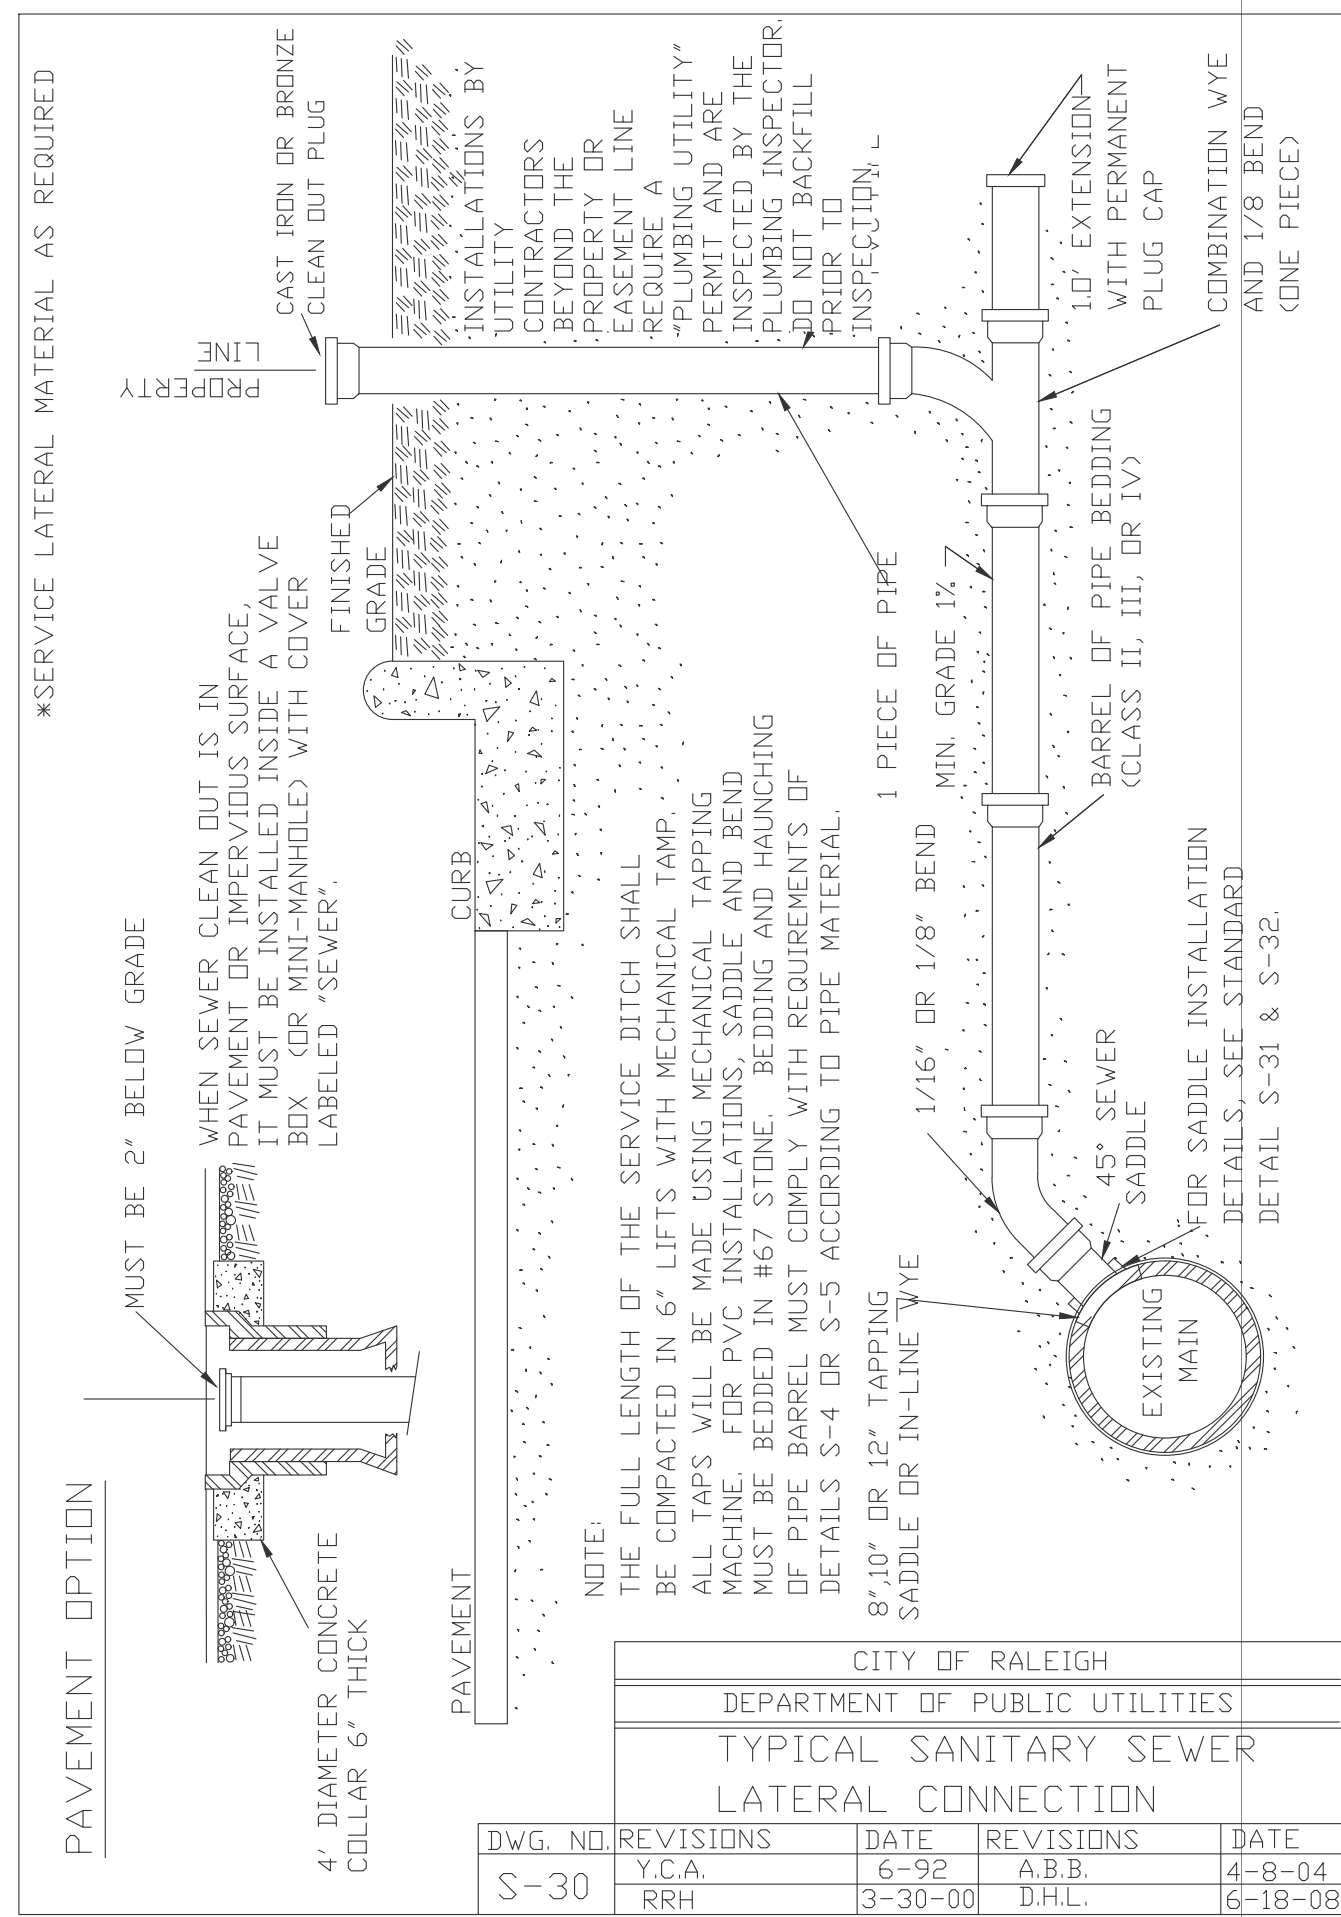 *SERVICE LATERAL MATERIAL AS REQUIRED
PAVEMENT OPTION
MUST BE 2" BELOW GRADE
WHEN SEWER CLEAN OUT IS IN
PAVEMENT OR IMPERVIOUS SURFACE,
IT MUST BE INSTALLED INSIDE A VALVE
BOX (OR MINI-MANHOLE) WITH COVER
LABELED "SEWER".
4' DIAMETER CONCRETE
COLLAR 6" THICK
PROPERTY
LINE
CAST IRON OR BRONZE
CLEAN OUT PLUG
FINISHED
GRADE
INSTALLATIONS BY
UTILITY
CONTRACTORS
BEYOND THE
PROPERTY OR
EASEMENT LINE
REQUIRE A
"PLUMBING UTILITY"
PERMIT AND ARE
INSPECTED BY THE
PLUMBING INSPECTOR.
DO NOT BACKFILL
PRIOR TO
INSPECTION.
PAVEMENT
CURB
NOTE:
THE FULL LENGTH OF THE SERVICE DITCH SHALL
BE COMPACTED IN 6" LIFTS WITH MECHANICAL TAMP.
ALL TAPS WILL BE MADE USING MECHANICAL TAPPING
MACHINE. FOR PVC INSTALLATIONS, SADDLE AND BEND
MUST BE BEDDED IN #67 STONE. BEDDING AND HAUNCHING
OF PIPE BARREL MUST COMPLY WITH REQUIREMENTS OF
DETAILS S-4 OR S-5 ACCORDING TO PIPE MATERIAL.
1 PIECE OF PIPE
MIN. GRADE 1%
8",10" OR 12" TAPPING
SADDLE OR IN-LINE WYE
1/16" OR 1/8" BEND
1.0' EXTENSION
WITH PERMANENT
PLUG CAP
COMBINATION WYE
AND 1/8 BEND
(ONE PIECE)
BARREL OF PIPE BEDDING
(CLASS II, III, OR IV)
45° SEWER
SADDLE
EXISTING
MAIN
FOR SADDLE INSTALLATION
DETAILS, SEE STANDARD
DETAIL S-31 & S-32.
CITY OF RALEIGH
DEPARTMENT OF PUBLIC UTILITIES
TYPICAL SANITARY SEWER
LATERAL CONNECTION
DWG. NO. REVISIONS DATE REVISIONS DATE
S-30 Y.C.A. 6-92 A.B.B. 4-8-04
RRH 3-30-00 D.H.L. 6-18-08